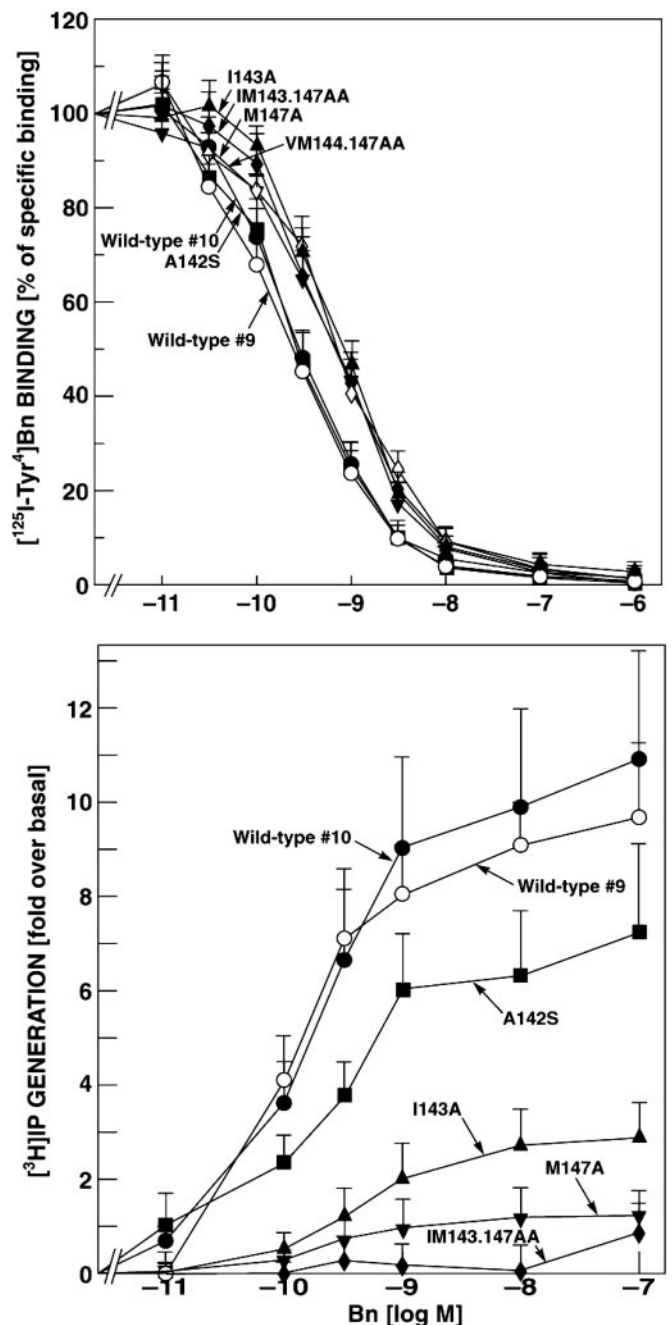 120
100
80
60
40
20
0
[125I-Tyr4]Bn BINDING [% of specific binding]
I143A
IM143.147AA
M147A
VM144.147AA
Wild-type #10
A142S
Wild-type #9
–11 –10 –9 –8 –7 –6
12
10
8
6
4
2
0
[3H]IP GENERATION [fold over basal]
Wild-type #10
Wild-type #9
A142S
I143A
M147A
IM143.147AA
–11 –10 –9 –8 –7
Bn [log M]